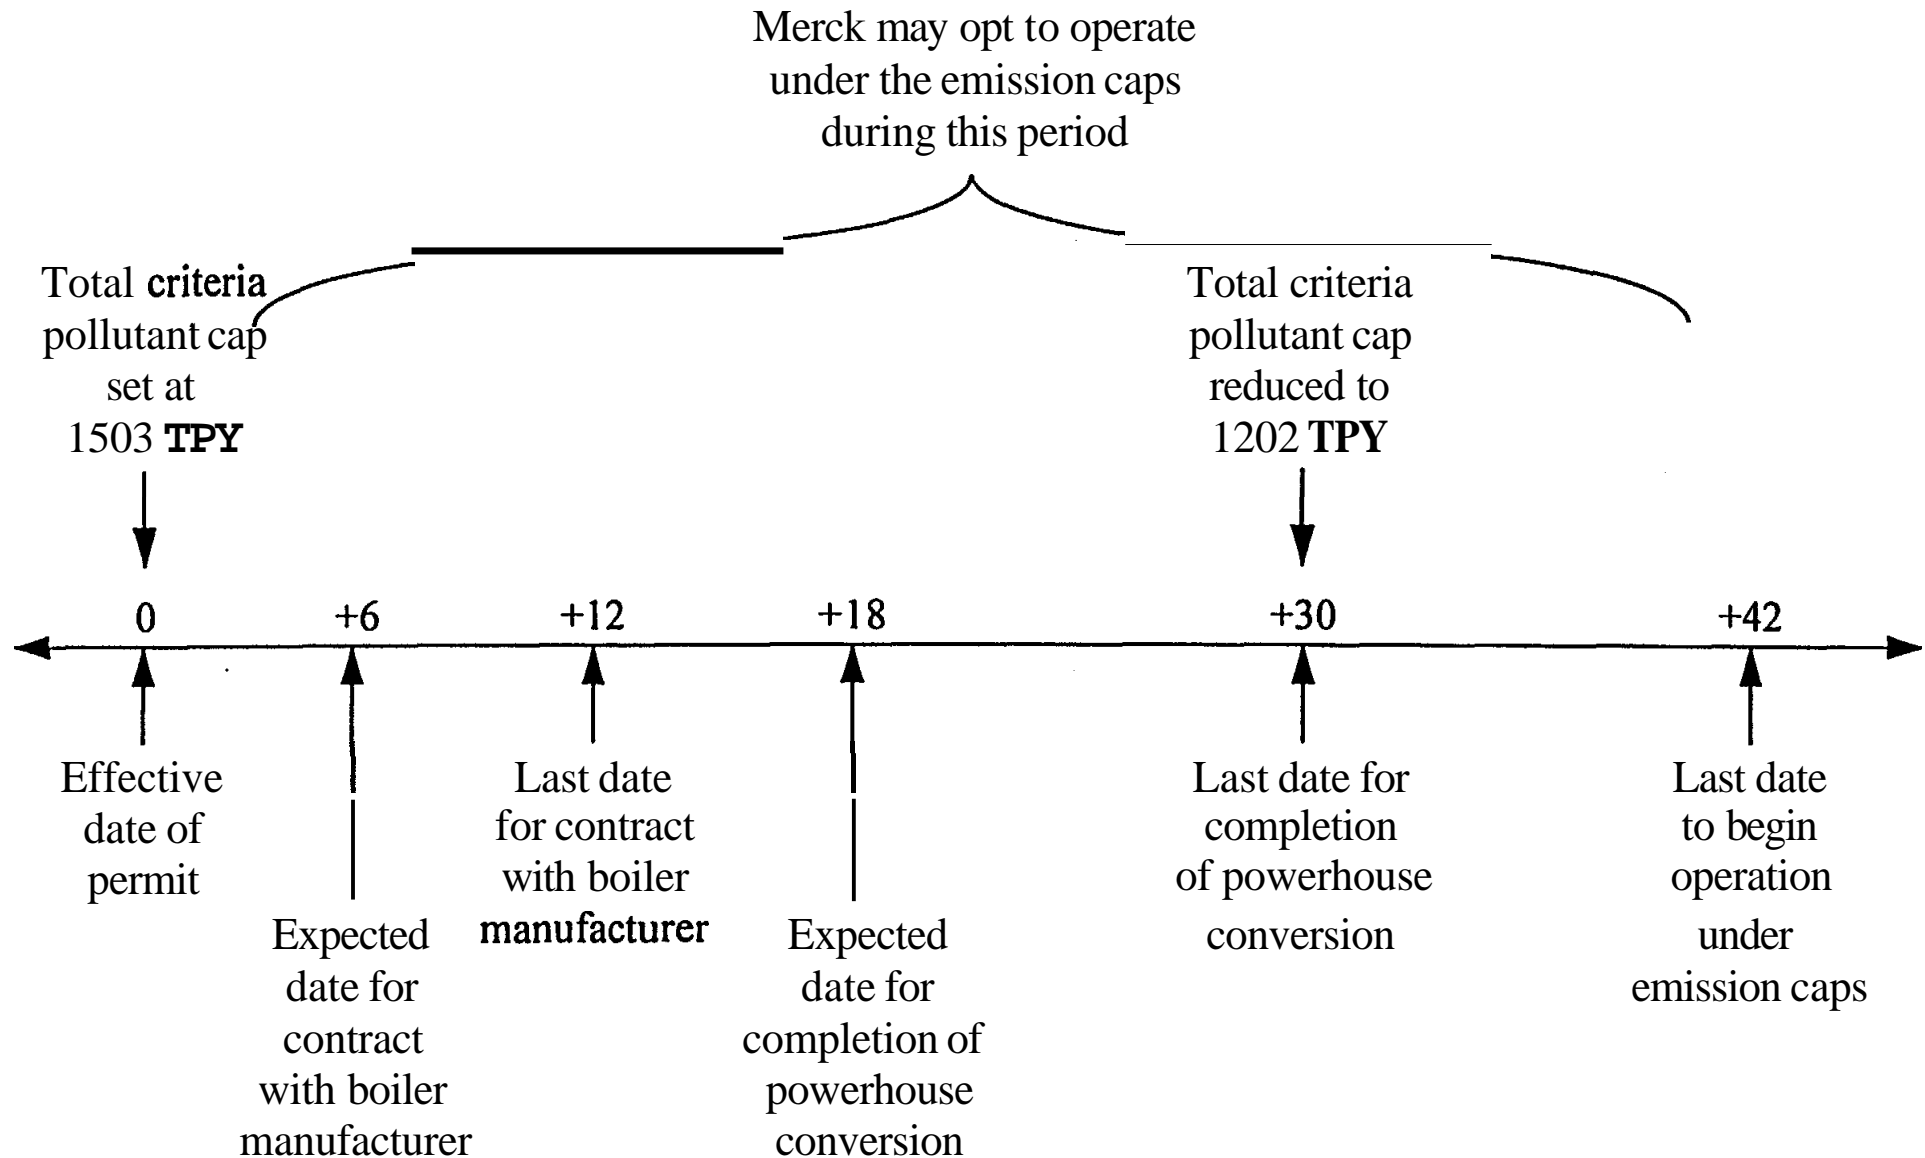 Merck may opt to operate
under the emission caps
during this period
Total criteria
pollutant cap
set at
1503 TPY
Total criteria
pollutant cap
reduced to
1202 TPY
0
+6
+12
+18
+30
+42
Effective
date of
permit
Expected
date for
contract
with boiler
manufacturer
Last date
for contract
with boiler
manufacturer
Expected
date for
completion of
powerhouse
conversion
Last date for
completion
of powerhouse
conversion
Last date
to begin
operation
under
emission caps